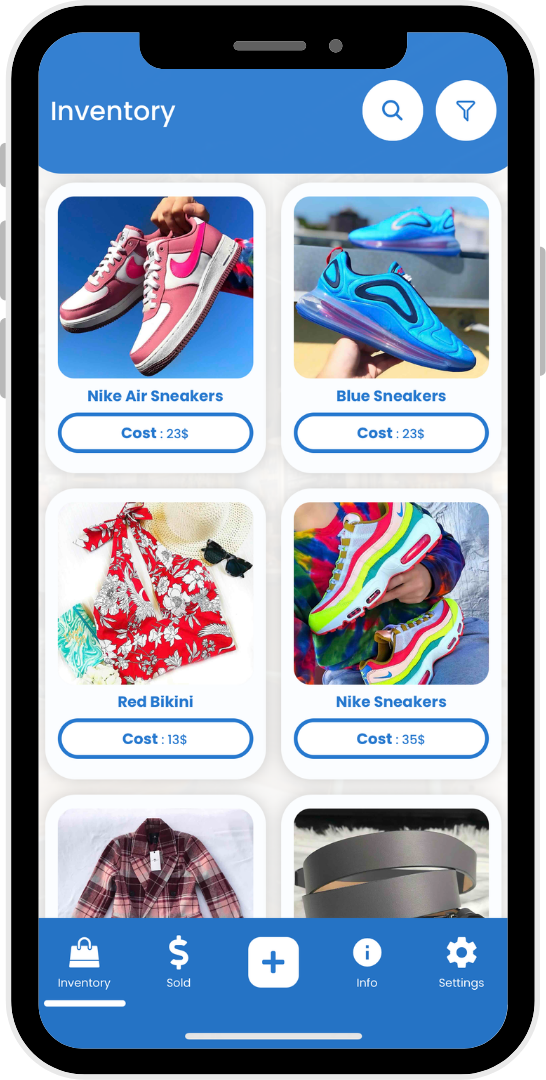 Inventory
Nike Air Sneakers
Blue Sneakers
Cost : 23$
Cost : 23$
Red Bikini
Nike Sneakers
Cost : 13$
Cost : 35$
Inventory
Sold
Info
Settings